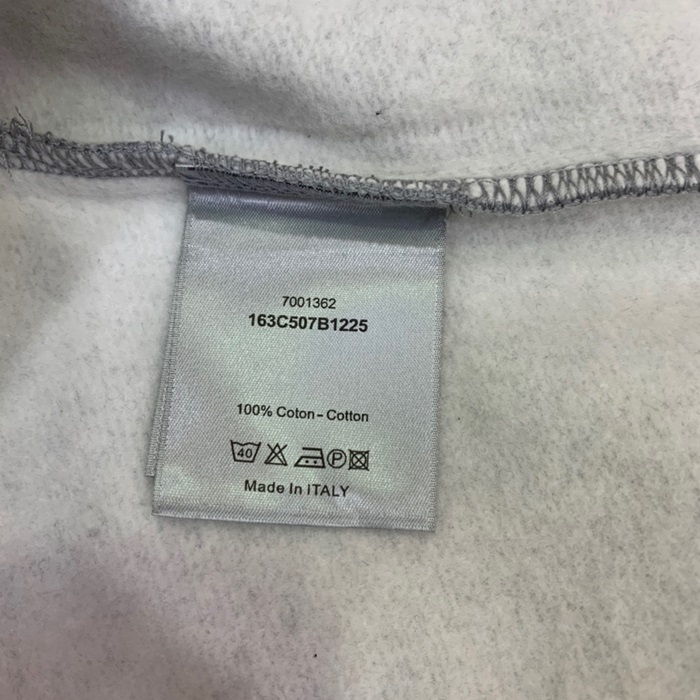 7001362
163C507B1225
100% Coton - Cotton
40 P
Made In ITALY